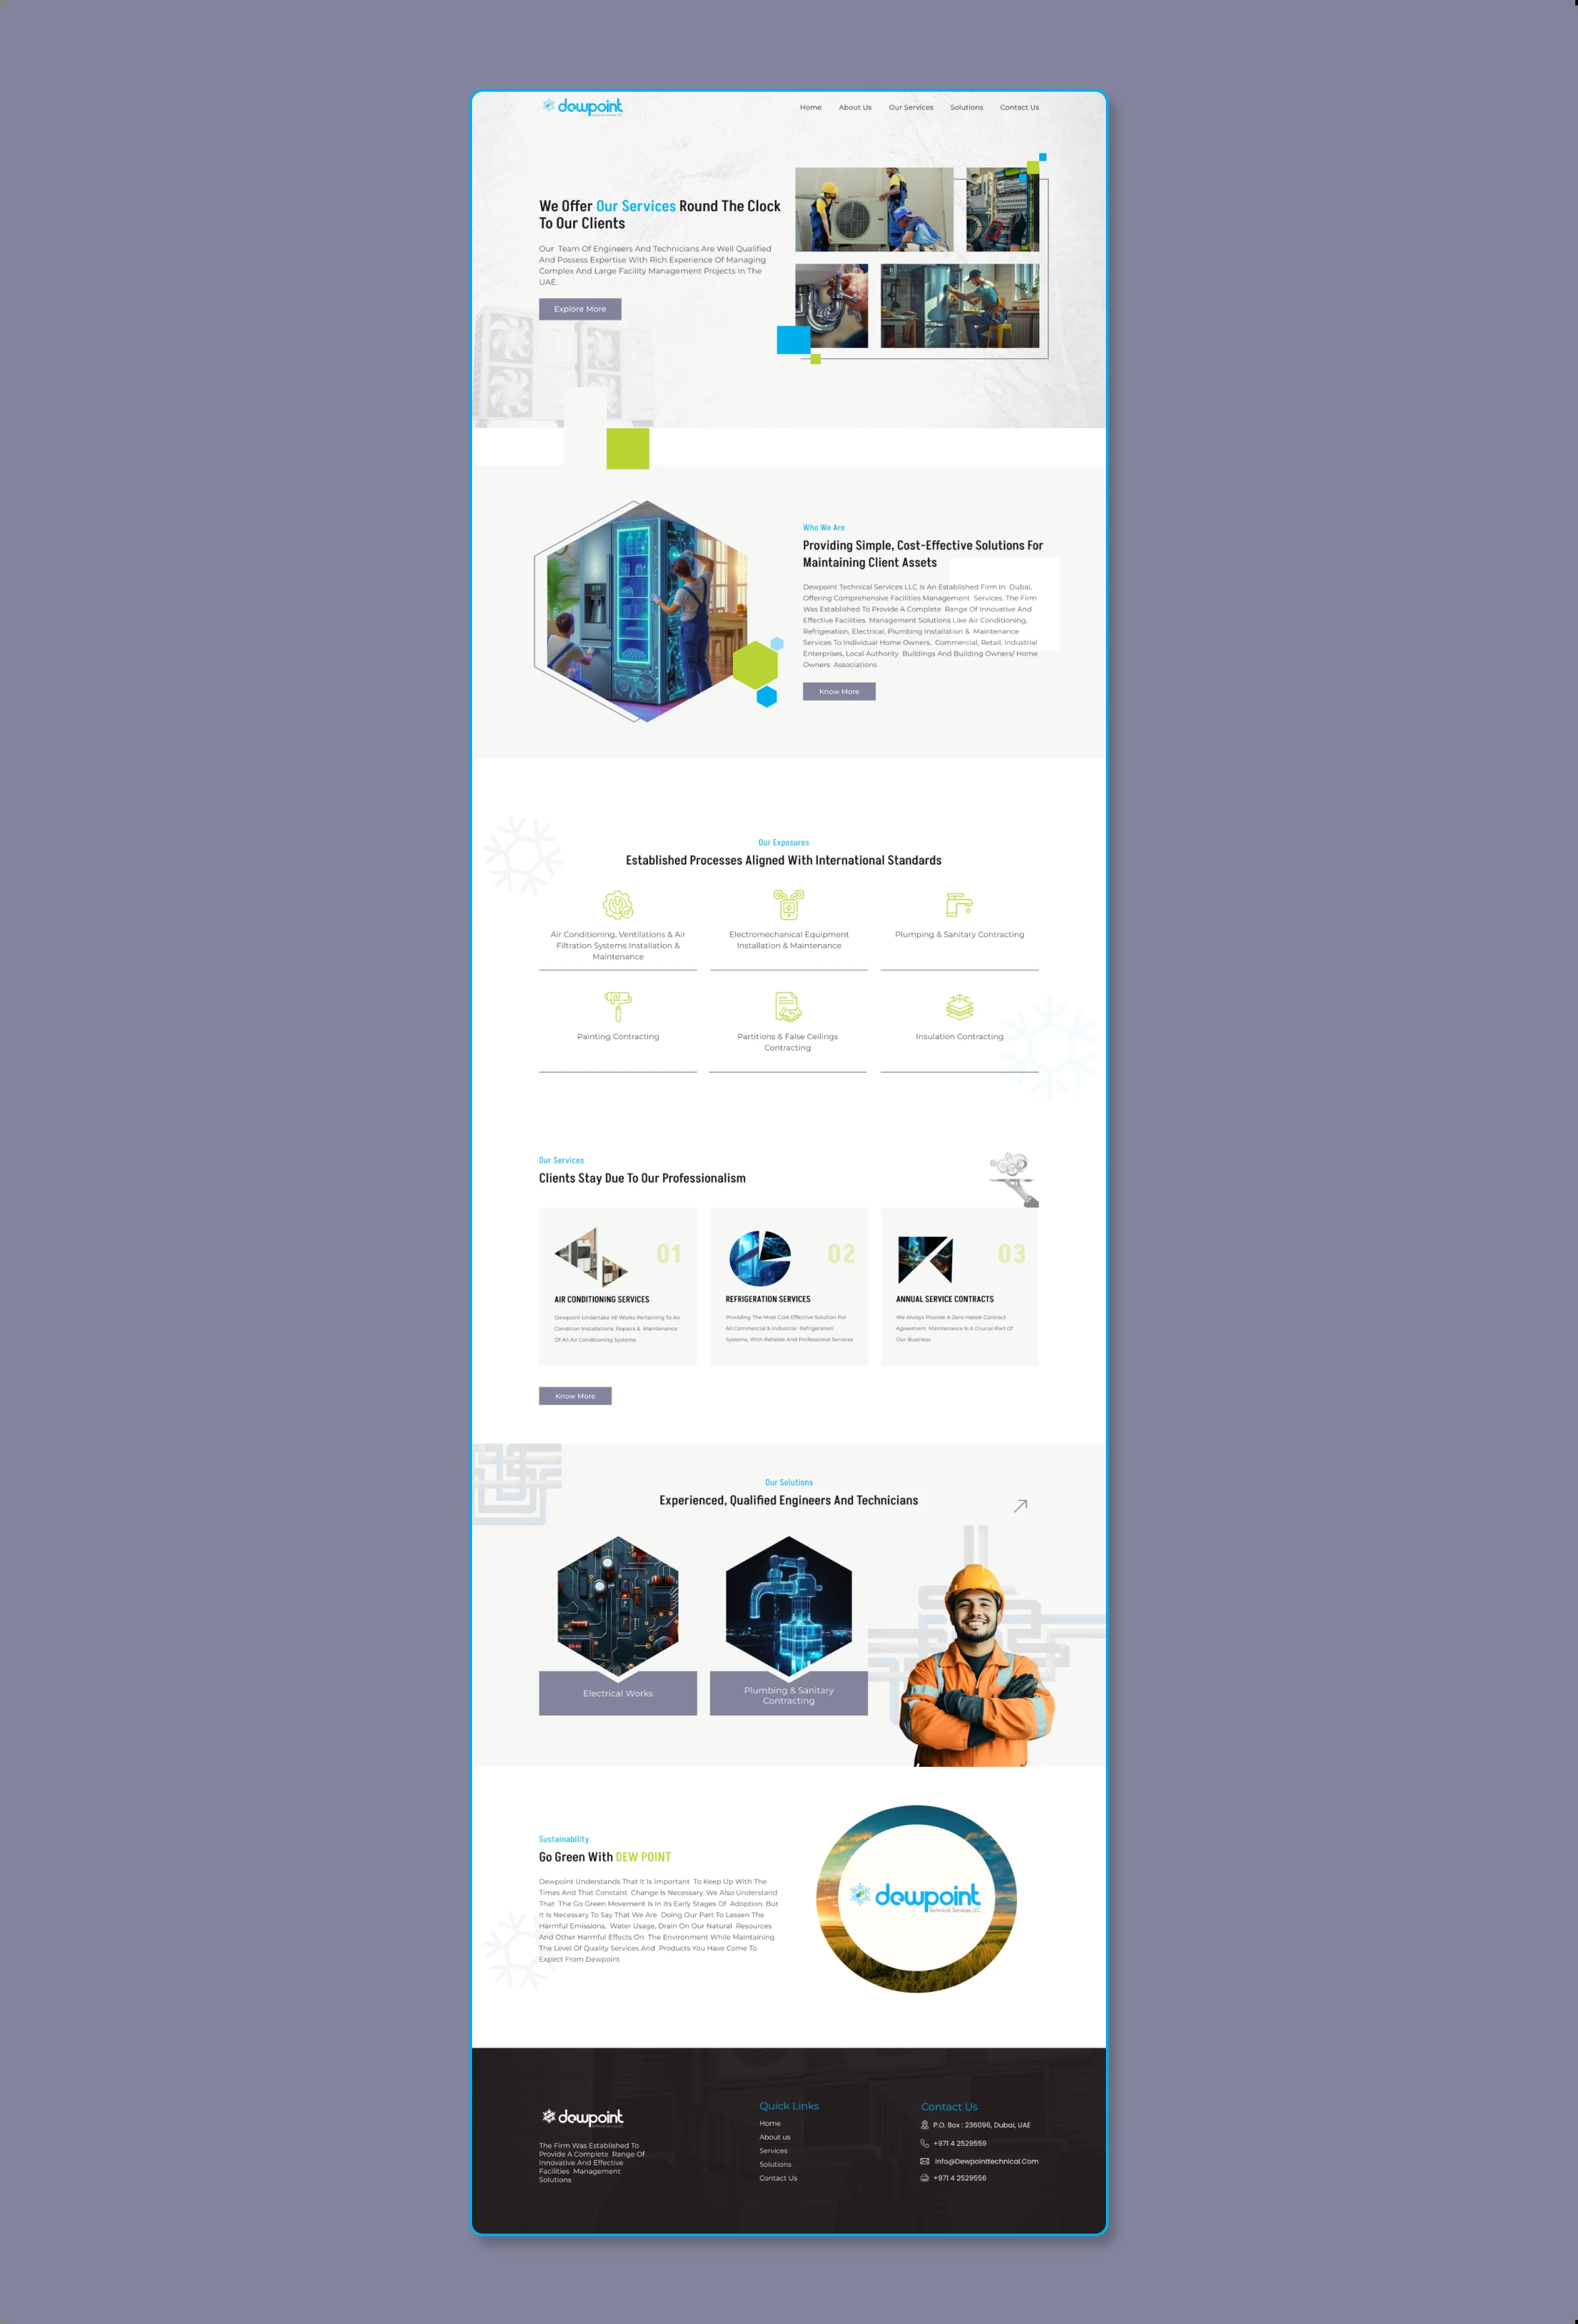 dewpoint
Technical Services LLC
Home About Us Our Services Solutions Contact Us
We Offer Our Services Round The Clock
To Our Clients
Our Team Of Engineers And Technicians Are Well Qualified
And Possess Expertise With Rich Experience Of Managing
Complex And Large Facility Management Projects In The
UAE.
Explore More
Who We Are
Providing Simple, Cost-Effective Solutions For
Maintaining Client Assets
Dewpoint Technical Services LLC Is An Established Firm In Dubai,
Offering Comprehensive Facilities Management Services. The Firm
Was Established To Provide A Complete Range Of Innovative And
Effective Facilities Management Solutions Like Air Conditioning,
Refrigeration, Electrical, Plumbing Installation & Maintenance
Services To Individual Home Owners, Commercial, Retail, Industrial
Enterprises, Local Authority Buildings And Building Owners/ Home
Owners Associations
Know More
Our Exposures
Established Processes Aligned With International Standards
Air Conditioning, Ventilations & Air
Filtration Systems Installation &
Maintenance
Electromechanical Equipment
Installation & Maintenance
Plumping & Sanitary Contracting
Painting Contracting
Partitions & False Ceilings
Contracting
Insulation Contracting
Our Services
Clients Stay Due To Our Professionalism
01
AIR CONDITIONING SERVICES
Dewpoint Undertake All Works Pertaining To Air
Condition Installations, Repairs & Maintenance
Of All Air Conditioning Systems
02
REFRIGERATION SERVICES
Providing The Most Cost Effective Solution For
All Commercial & Industrial Refrigeration
Systems, With Reliable And Professional Services
03
ANNUAL SERVICE CONTRACTS
We Always Provide A Zero Hassle Contract
Agreement. Maintenance Is A Crucial Part Of
Our Business
Know More
Our Solutions
Experienced, Qualified Engineers And Technicians
Electrical Works
Plumbing & Sanitary
Contracting
Sustainability
Go Green With DEW POINT
Dewpoint Understands That It Is Important To Keep Up With The
Times And That Constant Change Is Necessary. We Also Understand
That The Go Green Movement Is In Its Early Stages Of Adoption. But
It Is Necessary To Say That We Are Doing Our Part To Lessen The
Harmful Emissions, Water Usage, Drain On Our Natural Resources
And Other Harmful Effects On The Environment While Maintaining
The Level Of Quality Services And Products You Have Come To
Expect From Dewpoint
dewpoint
Technical Services LLC
dewpoint
The Firm Was Established To
Provide A Complete Range Of
Innovative And Effective
Facilities Management
Solutions
Quick Links
Home
About us
Services
Solutions
Contact Us
Contact Us
P.O. Box : 236096, Dubai, UAE
+971 4 2529559
Info@Dewpointtechnical.Com
+971 4 2529556